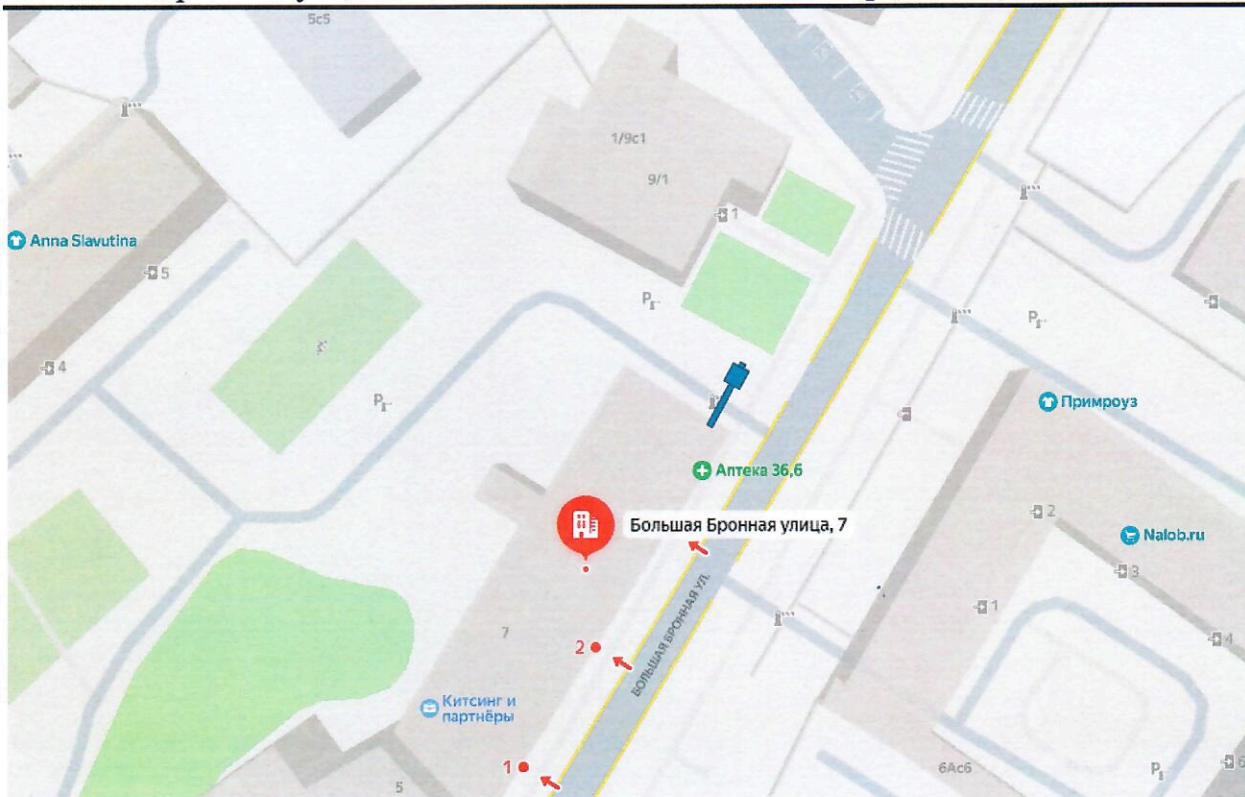 5с5
1/9с1
9/1
1
Anna Slavutina
5
P
P
4
P
Примроуз
Аптека 36,6
2
Большая Бронная улица, 7
Nalob.ru
3
1
7
2
4
БОЛЬШАЯ БРОННАЯ УЛ.
Китсинг и
партнёры
1
6Ас6
P
6
5